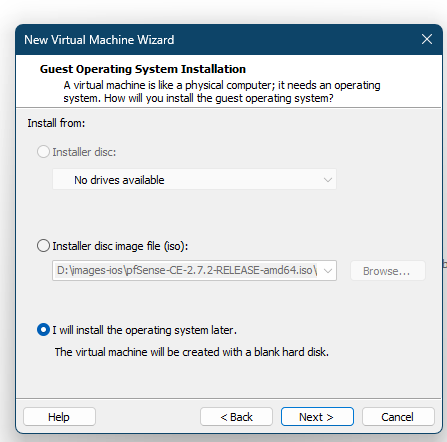 New Virtual Machine Wizard
Guest Operating System Installation
A virtual machine is like a physical computer; it needs an operating
system. How will you install the guest operating system?
Install from:
Installer disc:
No drives available
Installer disc image file (iso):
D:\images-ios\pfSense-CE-2.7.2-RELEASE-amd64.iso\
Browse...
I will install the operating system later.
The virtual machine will be created with a blank hard disk.
Help
< Back
Next >
Cancel